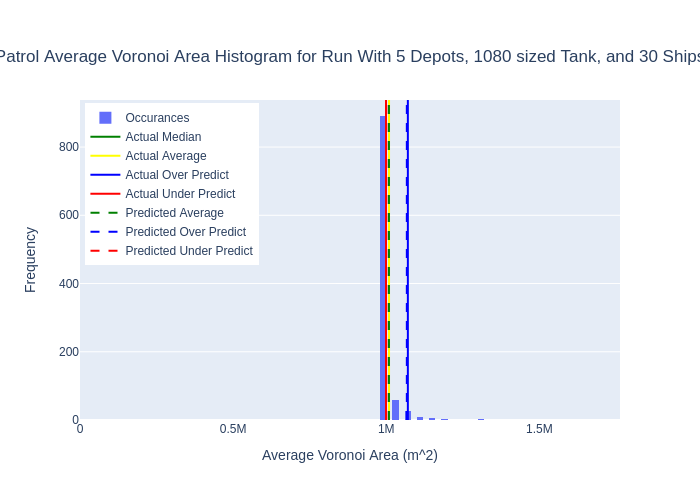 Patrol Average Voronoi Area Histogram for Run With 5 Depots, 1080 sized Tank, and 30 Ships
Occurances
Actual Median
Actual Average
Actual Over Predict
Actual Under Predict
Predicted Average
Predicted Over Predict
Predicted Under Predict
Frequency
800
600
400
200
0
0 0.5M 1M 1.5M
Average Voronoi Area (m^2)